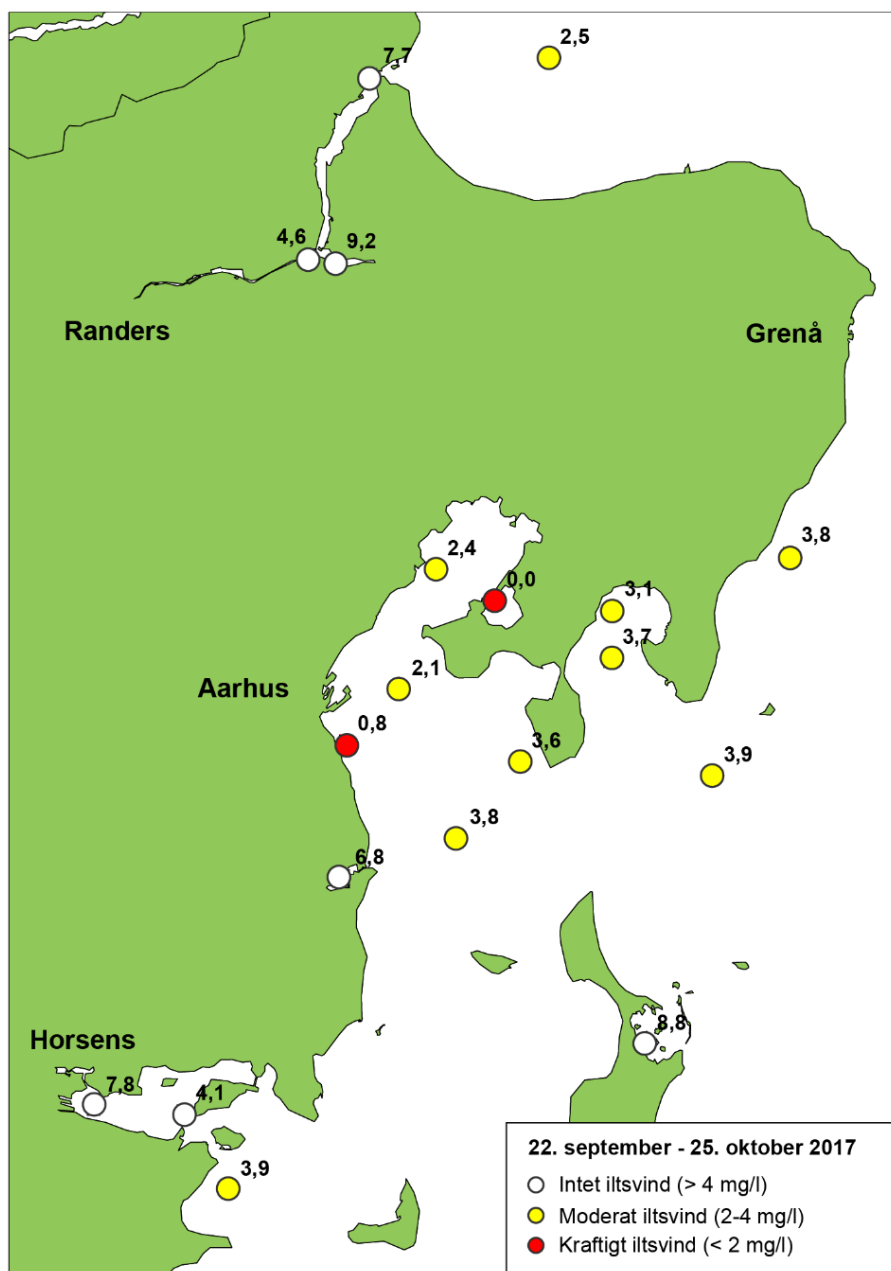 2,5
7,7
4,6
9,2
Randers
Grenå
3,8
2,4
0,0
3,1
3,7
Aarhus
2,1
0,8
3,6
3,9
3,8
6,8
8,8
Horsens
7,8
4,1
3,9
22. september - 25. oktober 2017
Intet iltsvind (> 4 mg/l)
Moderat iltsvind (2-4 mg/l)
Kraftigt iltsvind (< 2 mg/l)